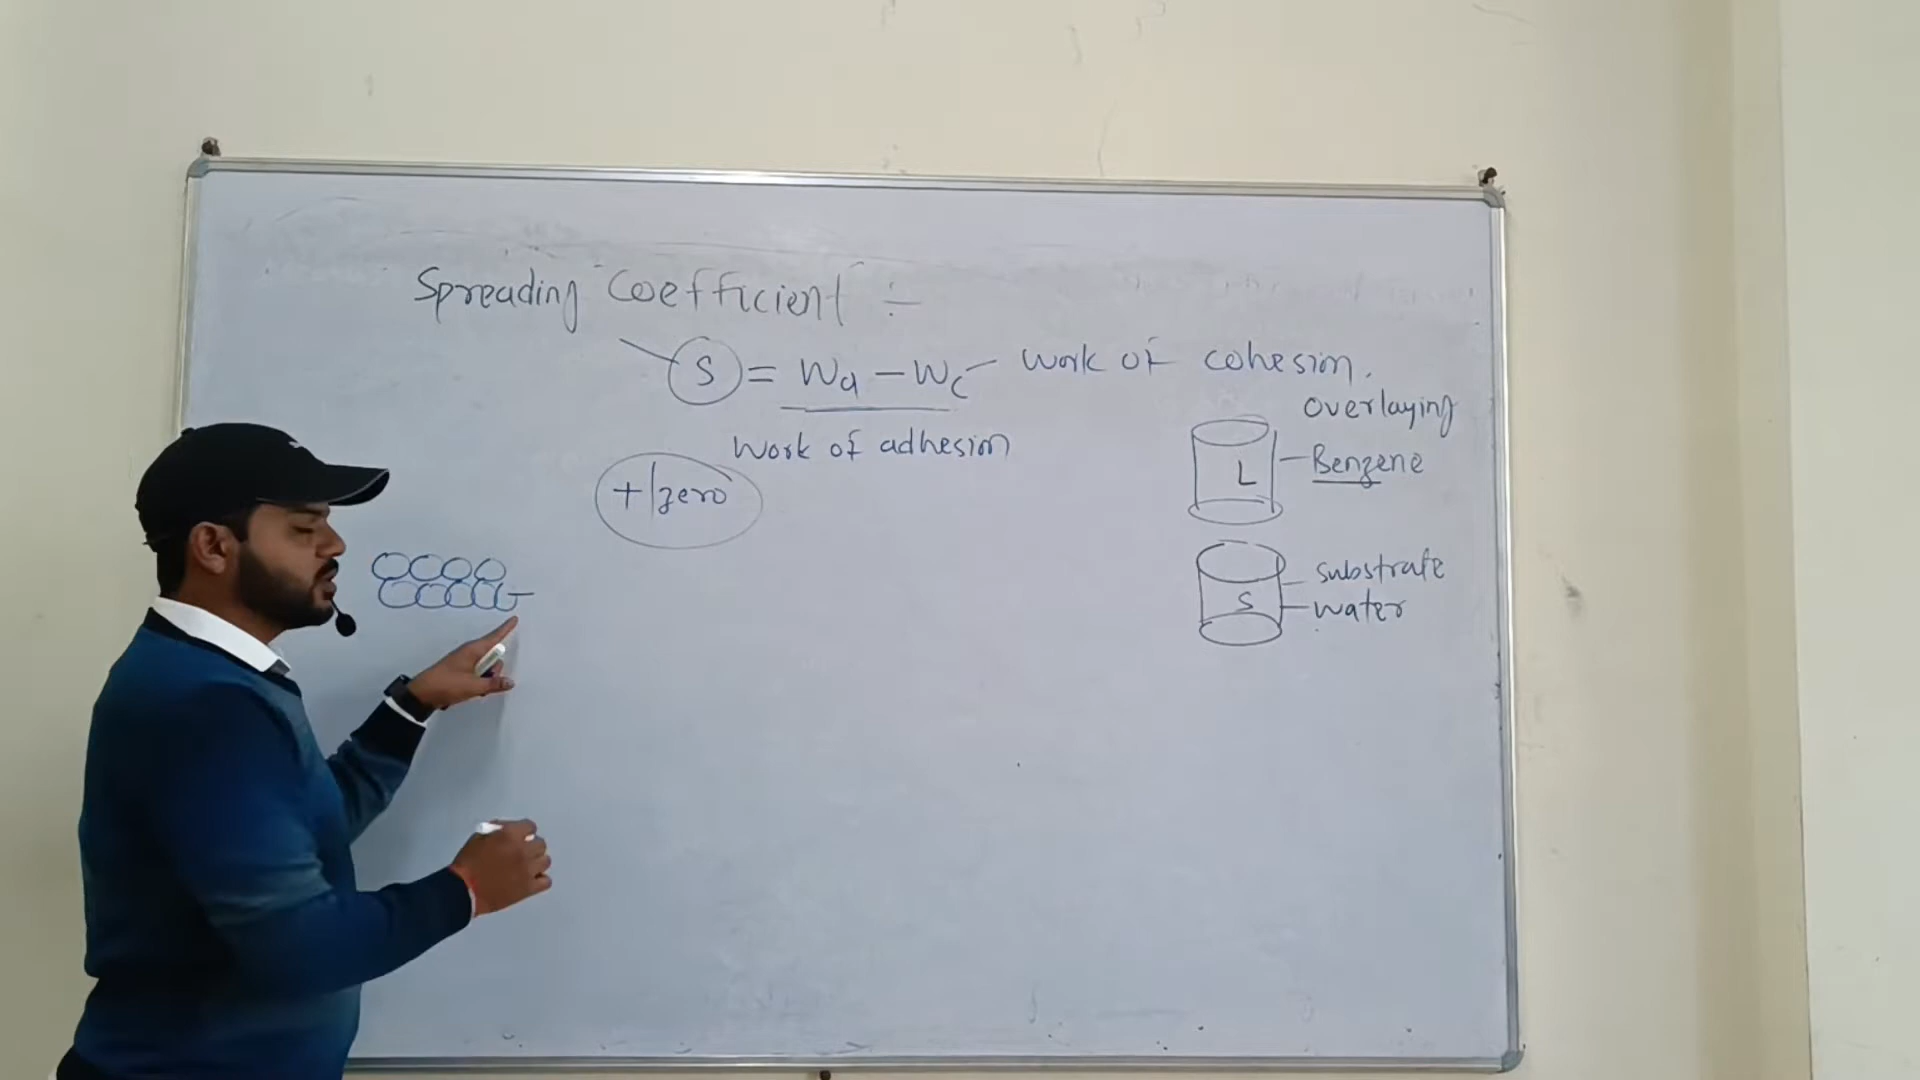 Spreading Coefficient :-
S = Wa - Wc - Work of cohesion.
Work of adhesion
+/zero
overlaying
L - Benzene
substrate
S - water